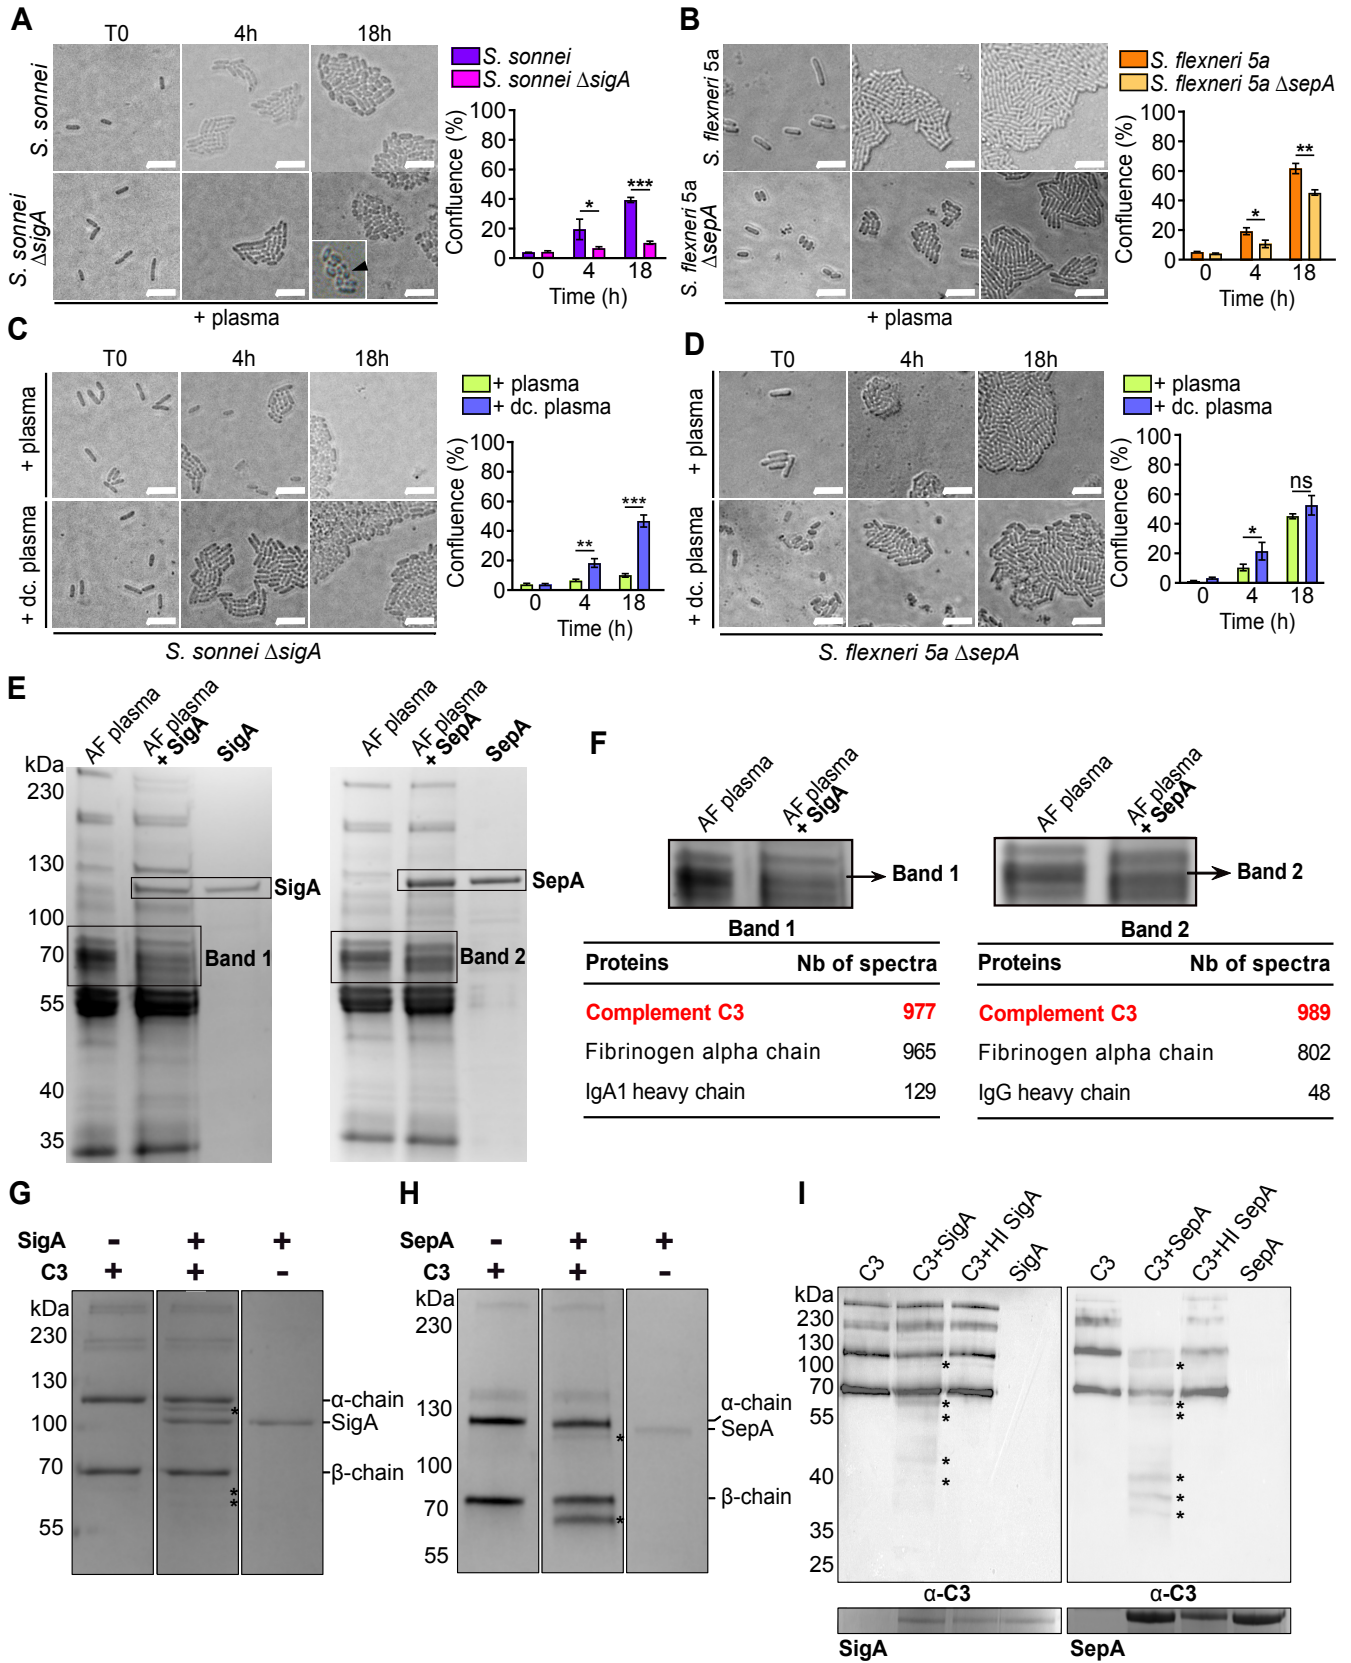 A
T0 4h 18h
S. sonnei
S. sonnei ΔsigA
+ plasma
S. sonnei
S. sonnei ΔsigA
Confluence (%)
100
80
60
40
20
0
* ***
0 4 18
Time (h)
B
S. flexneri 5a
S. flexneri 5a ΔsepA
+ plasma
S. flexneri 5a
S. flexneri 5a ΔsepA
Confluence (%)
100
80
60
40
20
0
* **
0 4 18
Time (h)
C
T0 4h 18h
+ plasma
+ dc. plasma
S. sonnei ΔsigA
+ plasma
+ dc. plasma
Confluence (%)
100
80
60
40
20
0
** ***
0 4 18
Time (h)
D
T0 4h 18h
+ plasma
+ dc. plasma
S. flexneri 5a ΔsepA
+ plasma
+ dc. plasma
Confluence (%)
100
80
60
40
20
0
* ns
0 4 18
Time (h)
E
AF plasma
AF plasma + SigA
SigA
kDa
230
130
100
70
55
40
35
SigA
Band 1
AF plasma
AF plasma + SepA
SepA
SepA
Band 2
F
AF plasma
AF plasma + SigA
Band 1
AF plasma
AF plasma + SepA
Band 2
Band 1
Proteins Nb of spectra
Complement C3 977
Fibrinogen alpha chain 965
IgA1 heavy chain 129
Band 2
Proteins Nb of spectra
Complement C3 989
Fibrinogen alpha chain 802
IgG heavy chain 48
G
SigA - + +
C3 + + -
kDa
230
130
100
70
55
α-chain
*
SigA
β-chain
*
*
H
SepA - + +
C3 + + -
kDa
230
130
100
70
55
α-chain
SepA
*
β-chain
*
I
C3
C3+SigA
C3+HI SigA
SigA
C3
C3+SepA
C3+HI SepA
SepA
kDa
230
130
100
70
55
40
35
25
*
*
*
*
*
*
*
*
*
*
*
α-C3 α-C3
SigA SepA